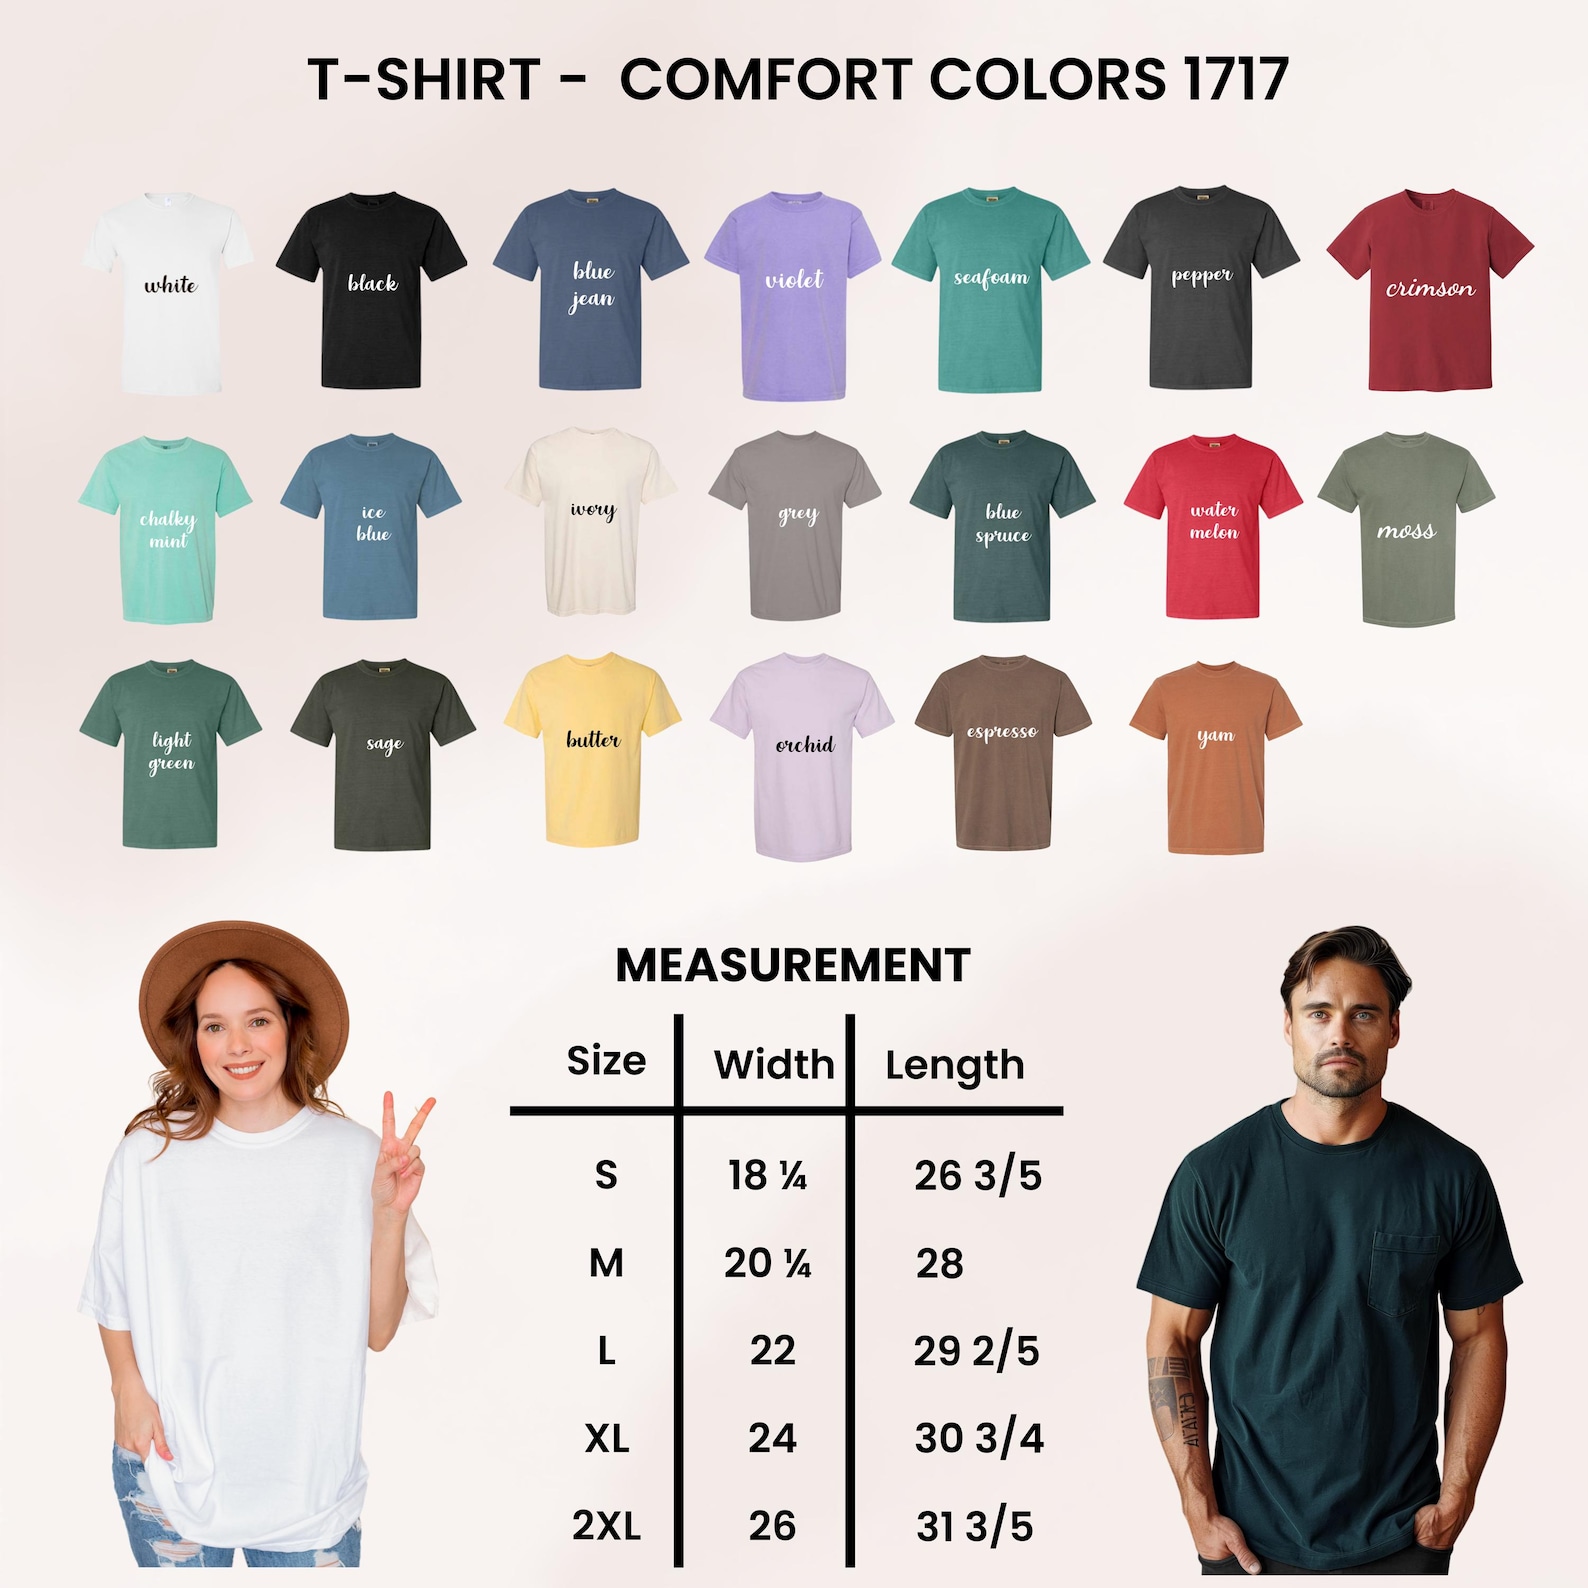 T-SHIRT - COMFORT COLORS 1717
white
black
blue
jean
violet
seafoam
pepper
crimson
chalky
mint
ice
blue
ivory
grey
blue
spruce
water
melon
moss
light
green
sage
butter
orchid
espresso
yam
MEASUREMENT
Size Width Length
S 18 ¼ 26 3/5
M 20 ¼ 28
L 22 29 2/5
XL 24 30 3/4
2XL 26 31 3/5